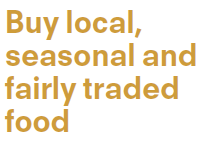 Buy local,
seasonal and
fairly traded
food